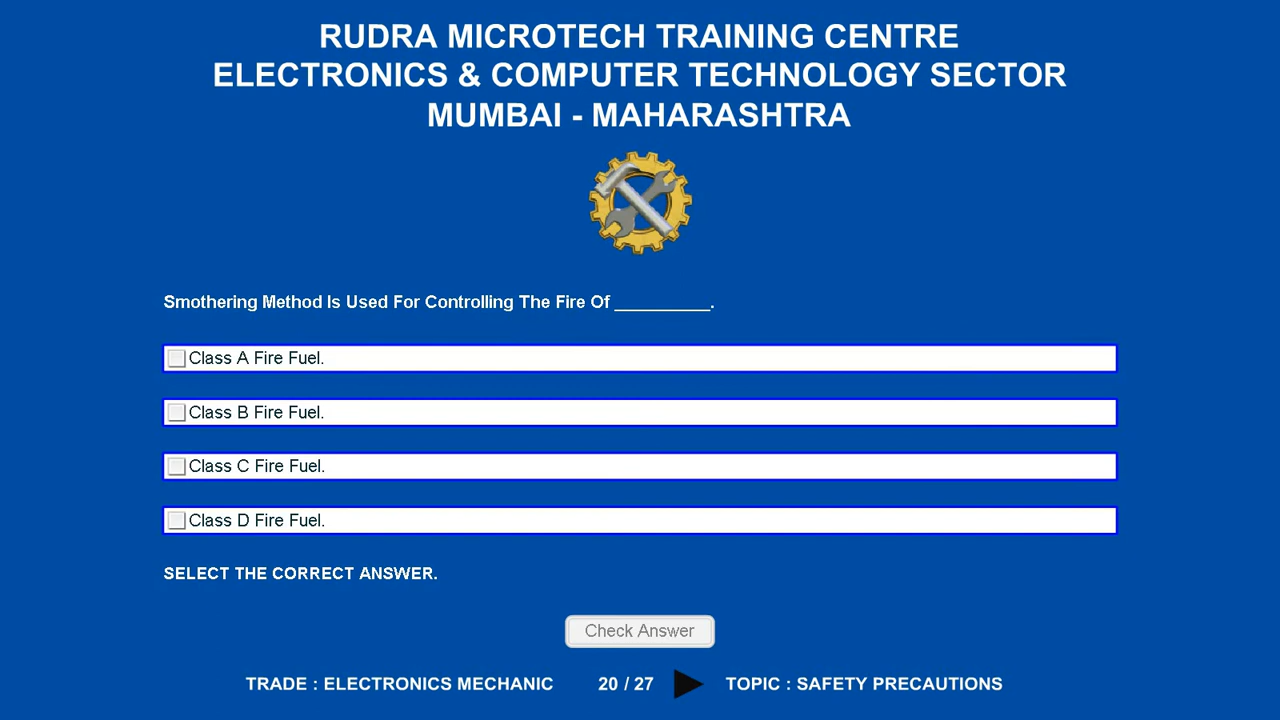 RUDRA MICROTECH TRAINING CENTRE
ELECTRONICS & COMPUTER TECHNOLOGY SECTOR
MUMBAI - MAHARASHTRA
Smothering Method Is Used For Controlling The Fire Of __________.
Class A Fire Fuel.
Class B Fire Fuel.
Class C Fire Fuel.
Class D Fire Fuel.
SELECT THE CORRECT ANSWER.
Check Answer
TRADE : ELECTRONICS MECHANIC 20 / 27 TOPIC : SAFETY PRECAUTIONS